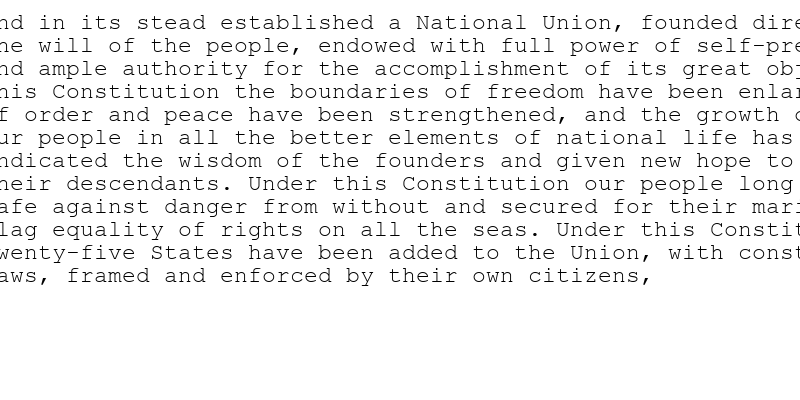 nd in its stead established a National Union, founded dire
he will of the people, endowed with full power of self-pre
nd ample authority for the accomplishment of its great obj
his Constitution the boundaries of freedom have been enlar
f order and peace have been strengthened, and the growth o
ur people in all the better elements of national life has
ndicated the wisdom of the founders and given new hope to
heir descendants. Under this Constitution our people long
afe against danger from without and secured for their mari
lag equality of rights on all the seas. Under this Constit
wenty-five States have been added to the Union, with const
aws, framed and enforced by their own citizens,